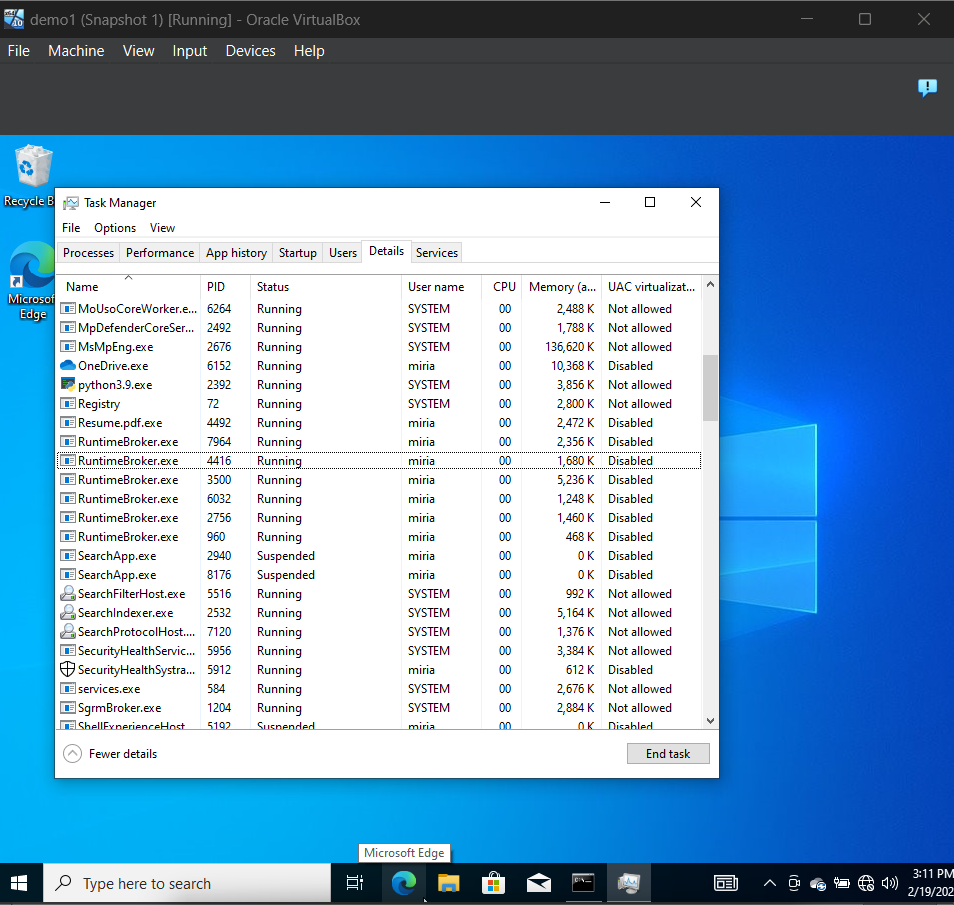 demo1 (Snapshot 1) [Running] - Oracle VirtualBox
File Machine View Input Devices Help
Recycle B
Microsof
Edge
Task Manager
File Options View
Processes Performance App history Startup Users Details Services
Name PID Status User name CPU Memory (a... UAC virtualizat...
MoUsoCoreWorker.e... 6264 Running SYSTEM 00 2,488 K Not allowed
MpDefenderCoreSer... 2492 Running SYSTEM 00 1,788 K Not allowed
MsMpEng.exe 2676 Running SYSTEM 00 136,620 K Not allowed
OneDrive.exe 6152 Running miria 00 10,368 K Disabled
python3.9.exe 2392 Running SYSTEM 00 3,856 K Not allowed
Registry 72 Running SYSTEM 00 2,800 K Not allowed
Resume.pdf.exe 4492 Running miria 00 2,472 K Disabled
RuntimeBroker.exe 7964 Running miria 00 2,356 K Disabled
RuntimeBroker.exe 4416 Running miria 00 1,680 K Disabled
RuntimeBroker.exe 3500 Running miria 00 5,236 K Disabled
RuntimeBroker.exe 6032 Running miria 00 1,248 K Disabled
RuntimeBroker.exe 2756 Running miria 00 1,460 K Disabled
RuntimeBroker.exe 960 Running miria 00 468 K Disabled
SearchApp.exe 2940 Suspended miria 00 0 K Disabled
SearchApp.exe 8176 Suspended miria 00 0 K Disabled
SearchFilterHost.exe 5516 Running SYSTEM 00 992 K Not allowed
SearchIndexer.exe 2532 Running SYSTEM 00 5,164 K Not allowed
SearchProtocolHost.... 7120 Running SYSTEM 00 1,376 K Not allowed
SecurityHealthServic... 5956 Running SYSTEM 00 3,384 K Not allowed
SecurityHealthSystra... 5912 Running miria 00 612 K Disabled
services.exe 584 Running SYSTEM 00 2,676 K Not allowed
SgrmBroker.exe 1204 Running SYSTEM 00 2,884 K Not allowed
ShellExperienceHost 5192 Suspended miria 00 0 K Disabled
Fewer details End task
Microsoft Edge
Type here to search
3:11 PM
2/19/202